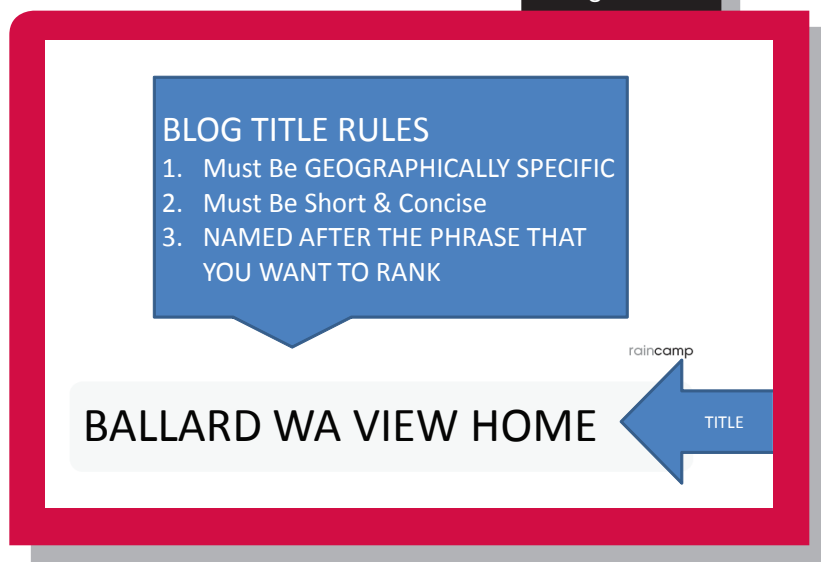 BLOG TITLE RULES
1. Must Be GEOGRAPHICALLY SPECIFIC
2. Must Be Short & Concise
3. NAMED AFTER THE PHRASE THAT
YOU WANT TO RANK
raincamp
BALLARD WA VIEW HOME
TITLE